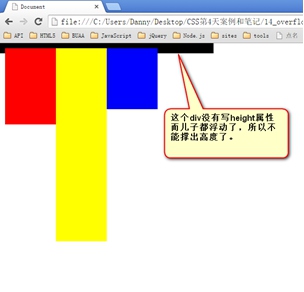 Document
file:///C:/Users/Danny/Desktop/CSS第4天案例和笔记/14_overflo
API HTML5 BUAA JavaScript jQuery Node.js sites tools 点名
这个div没有写height属性
而儿子都浮动了，所以不
能撑出高度了。